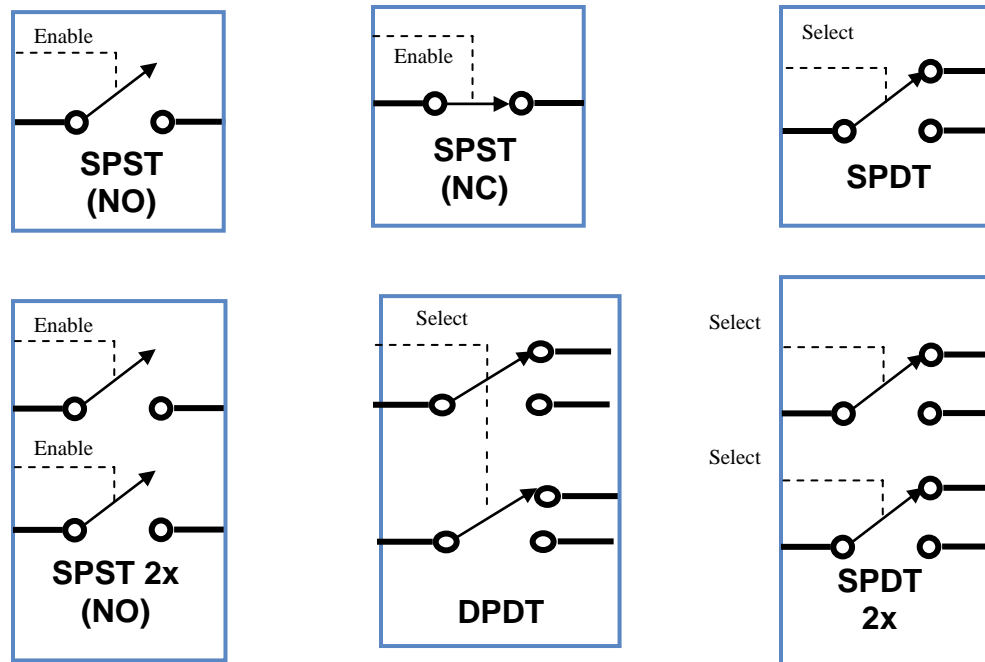 Enable
SPST
(NO)
Enable
SPST
(NC)
Select
SPDT
Enable
Enable
SPST 2x
(NO)
Select
DPDT
Select
Select
SPDT
2x